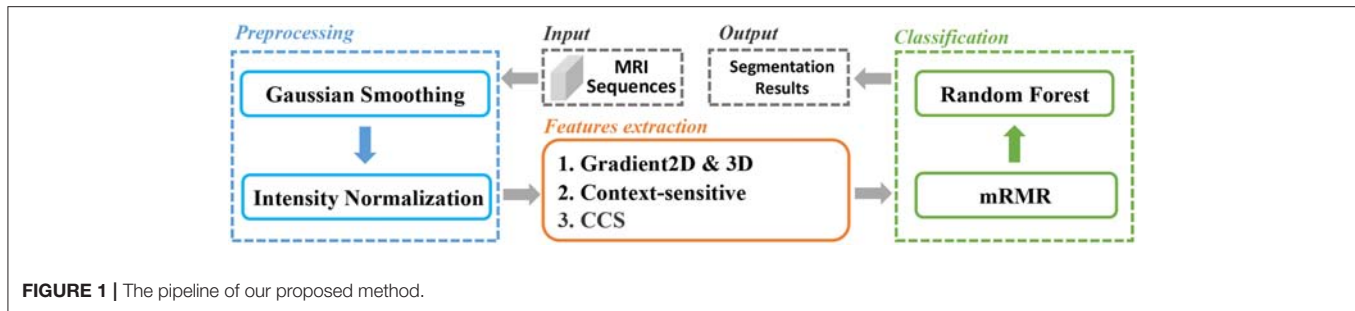 Preprocessing
Gaussian Smoothing
Intensity Normalization
Input
MRI
Sequences
Output
Segmentation
Results
Features extraction
1. Gradient2D & 3D
2. Context-sensitive
3. CCS
Classification
Random Forest
mRMR
FIGURE 1 | The pipeline of our proposed method.